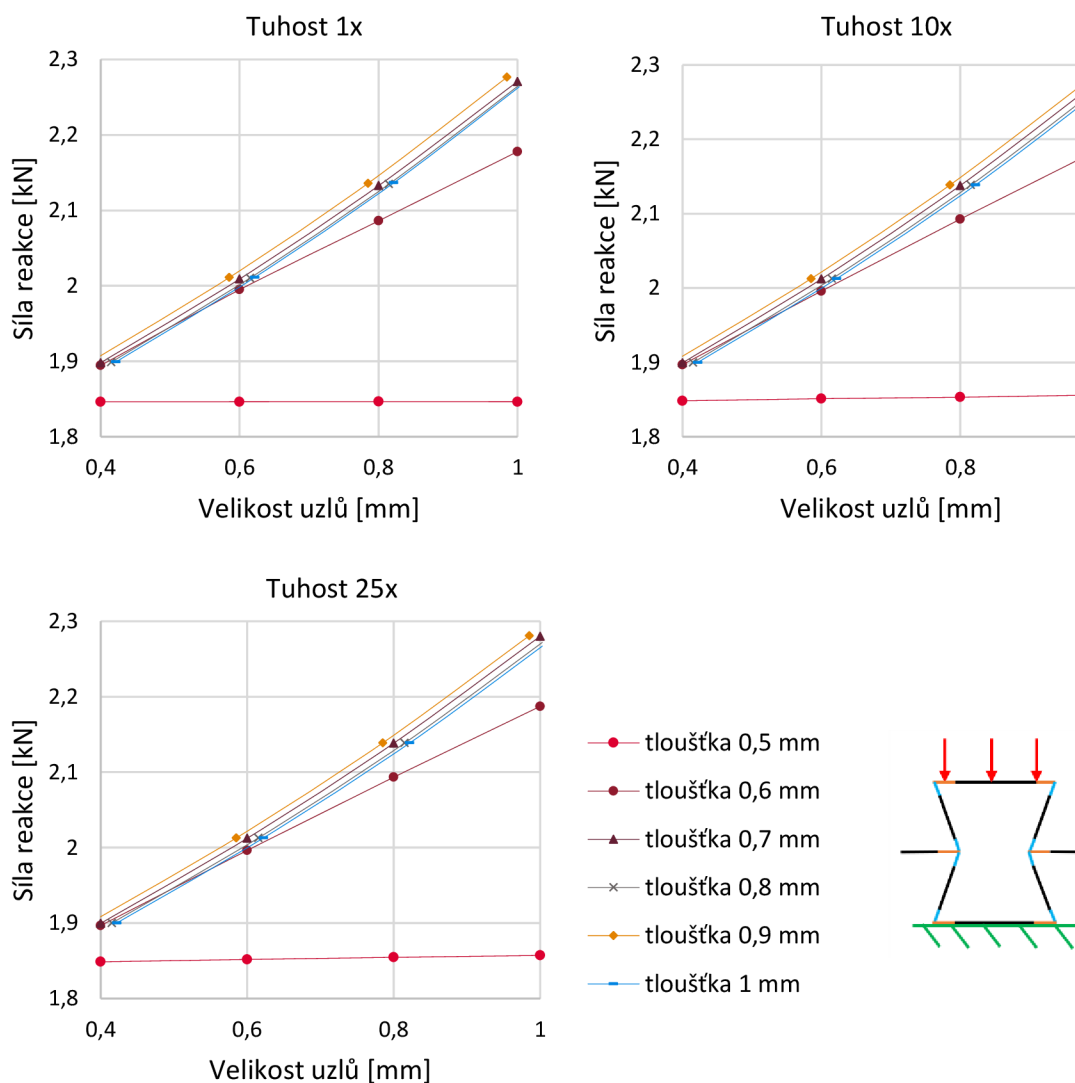 Tuhost 1x
2,3
2,2
2,1
2
1,9
1,8
Síla reakce [kN]
0,4 0,6 0,8 1
Velikost uzlů [mm]
Tuhost 10x
2,3
2,2
2,1
2
1,9
1,8
Síla reakce [kN]
0,4 0,6 0,8
Velikost uzlů [mm]
Tuhost 25x
2,3
2,2
2,1
2
1,9
1,8
Síla reakce [kN]
0,4 0,6 0,8 1
Velikost uzlů [mm]
tloušťka 0,5 mm
tloušťka 0,6 mm
tloušťka 0,7 mm
tloušťka 0,8 mm
tloušťka 0,9 mm
tloušťka 1 mm